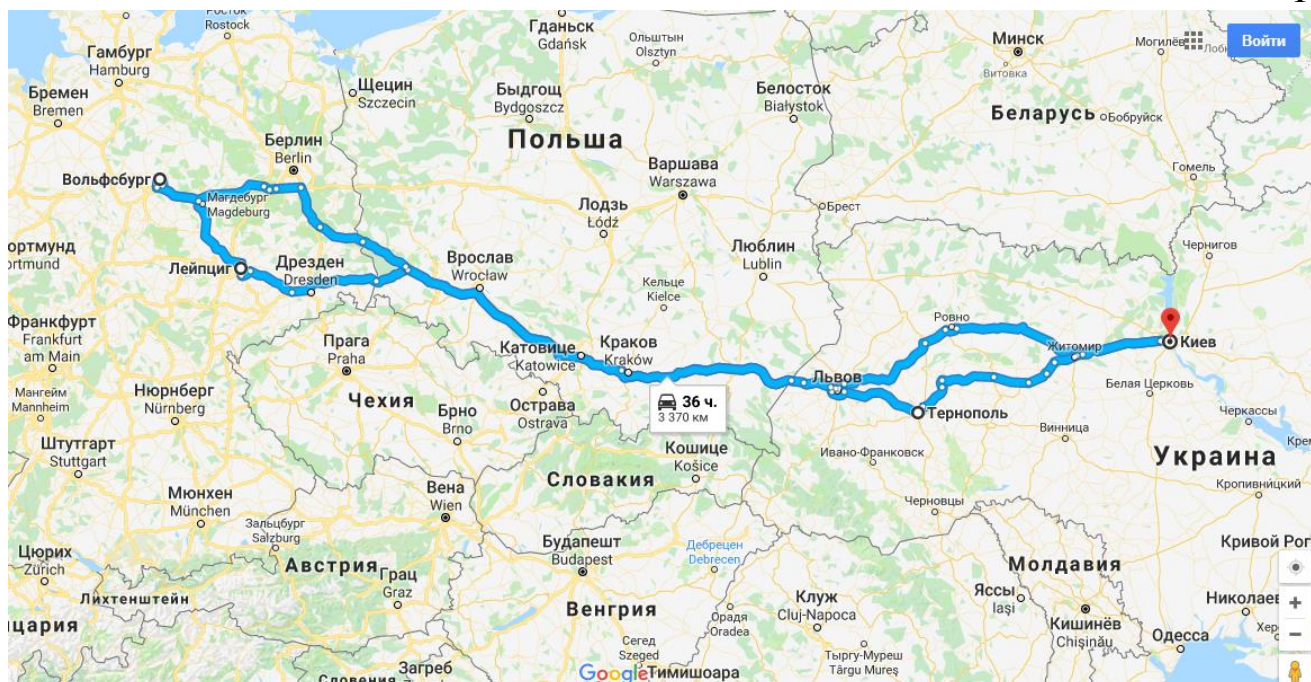 Росток
Rostock
Гамбург
Hamburg
Бремен
Bremen
Щецин
Szczecin
Гданьск
Gdańsk
Ольштын
Olsztyn
Быдгощ
Bydgoszcz
Белосток
Białystok
Минск
Витовка
Могилёв
Войти
Беларусь
Бобруйск
Гомель
Берлин
Berlin
Польша
Вольфсбург
Магдебург
Magdeburg
Варшава
Warszawa
Брест
Лодзь
Łódź
Чернигов
ортмунд
ortmund
Лейпциг
Дрезден
Dresden
Врослав
Wrocław
Люблин
Lublin
Кельце
Kielce
Франкфурт
Frankfurt
am Main
Прага
Praha
Катовице
Katowice
Краков
Kraków
Ровно
Житомир
Киев
Львов
Белая Церковь
Мангейм
Mannheim
Нюрнберг
Nürnberg
Чехия
Брно
Brno
Острава
Ostrava
36 ч.
3 370 км
Тернополь
Черкассы
Винница
Кошице
Košice
Ивано-Франковск
Украина
Штутгарт
Stuttgart
Словакия
Кропивницкий
Мюнхен
München
Вена
Wien
Черновцы
Зальцбург
Salzburg
Будапешт
Budapest
Дебрецен
Debrecen
Кривой Рог
Цюрих
Zürich
Австрия
Грац
Graz
Молдавия
Лихтенштейн
Венгрия
Орадя
Oradea
Клуж
Cluj-Napoca
Яссы
Iași
Кишинёв
Chișinău
Николаев
цария
Сегед
Szeged
Одесса
Загреб
Google
Тимишоара
Тыргу-Муреш
Târgu Mureș